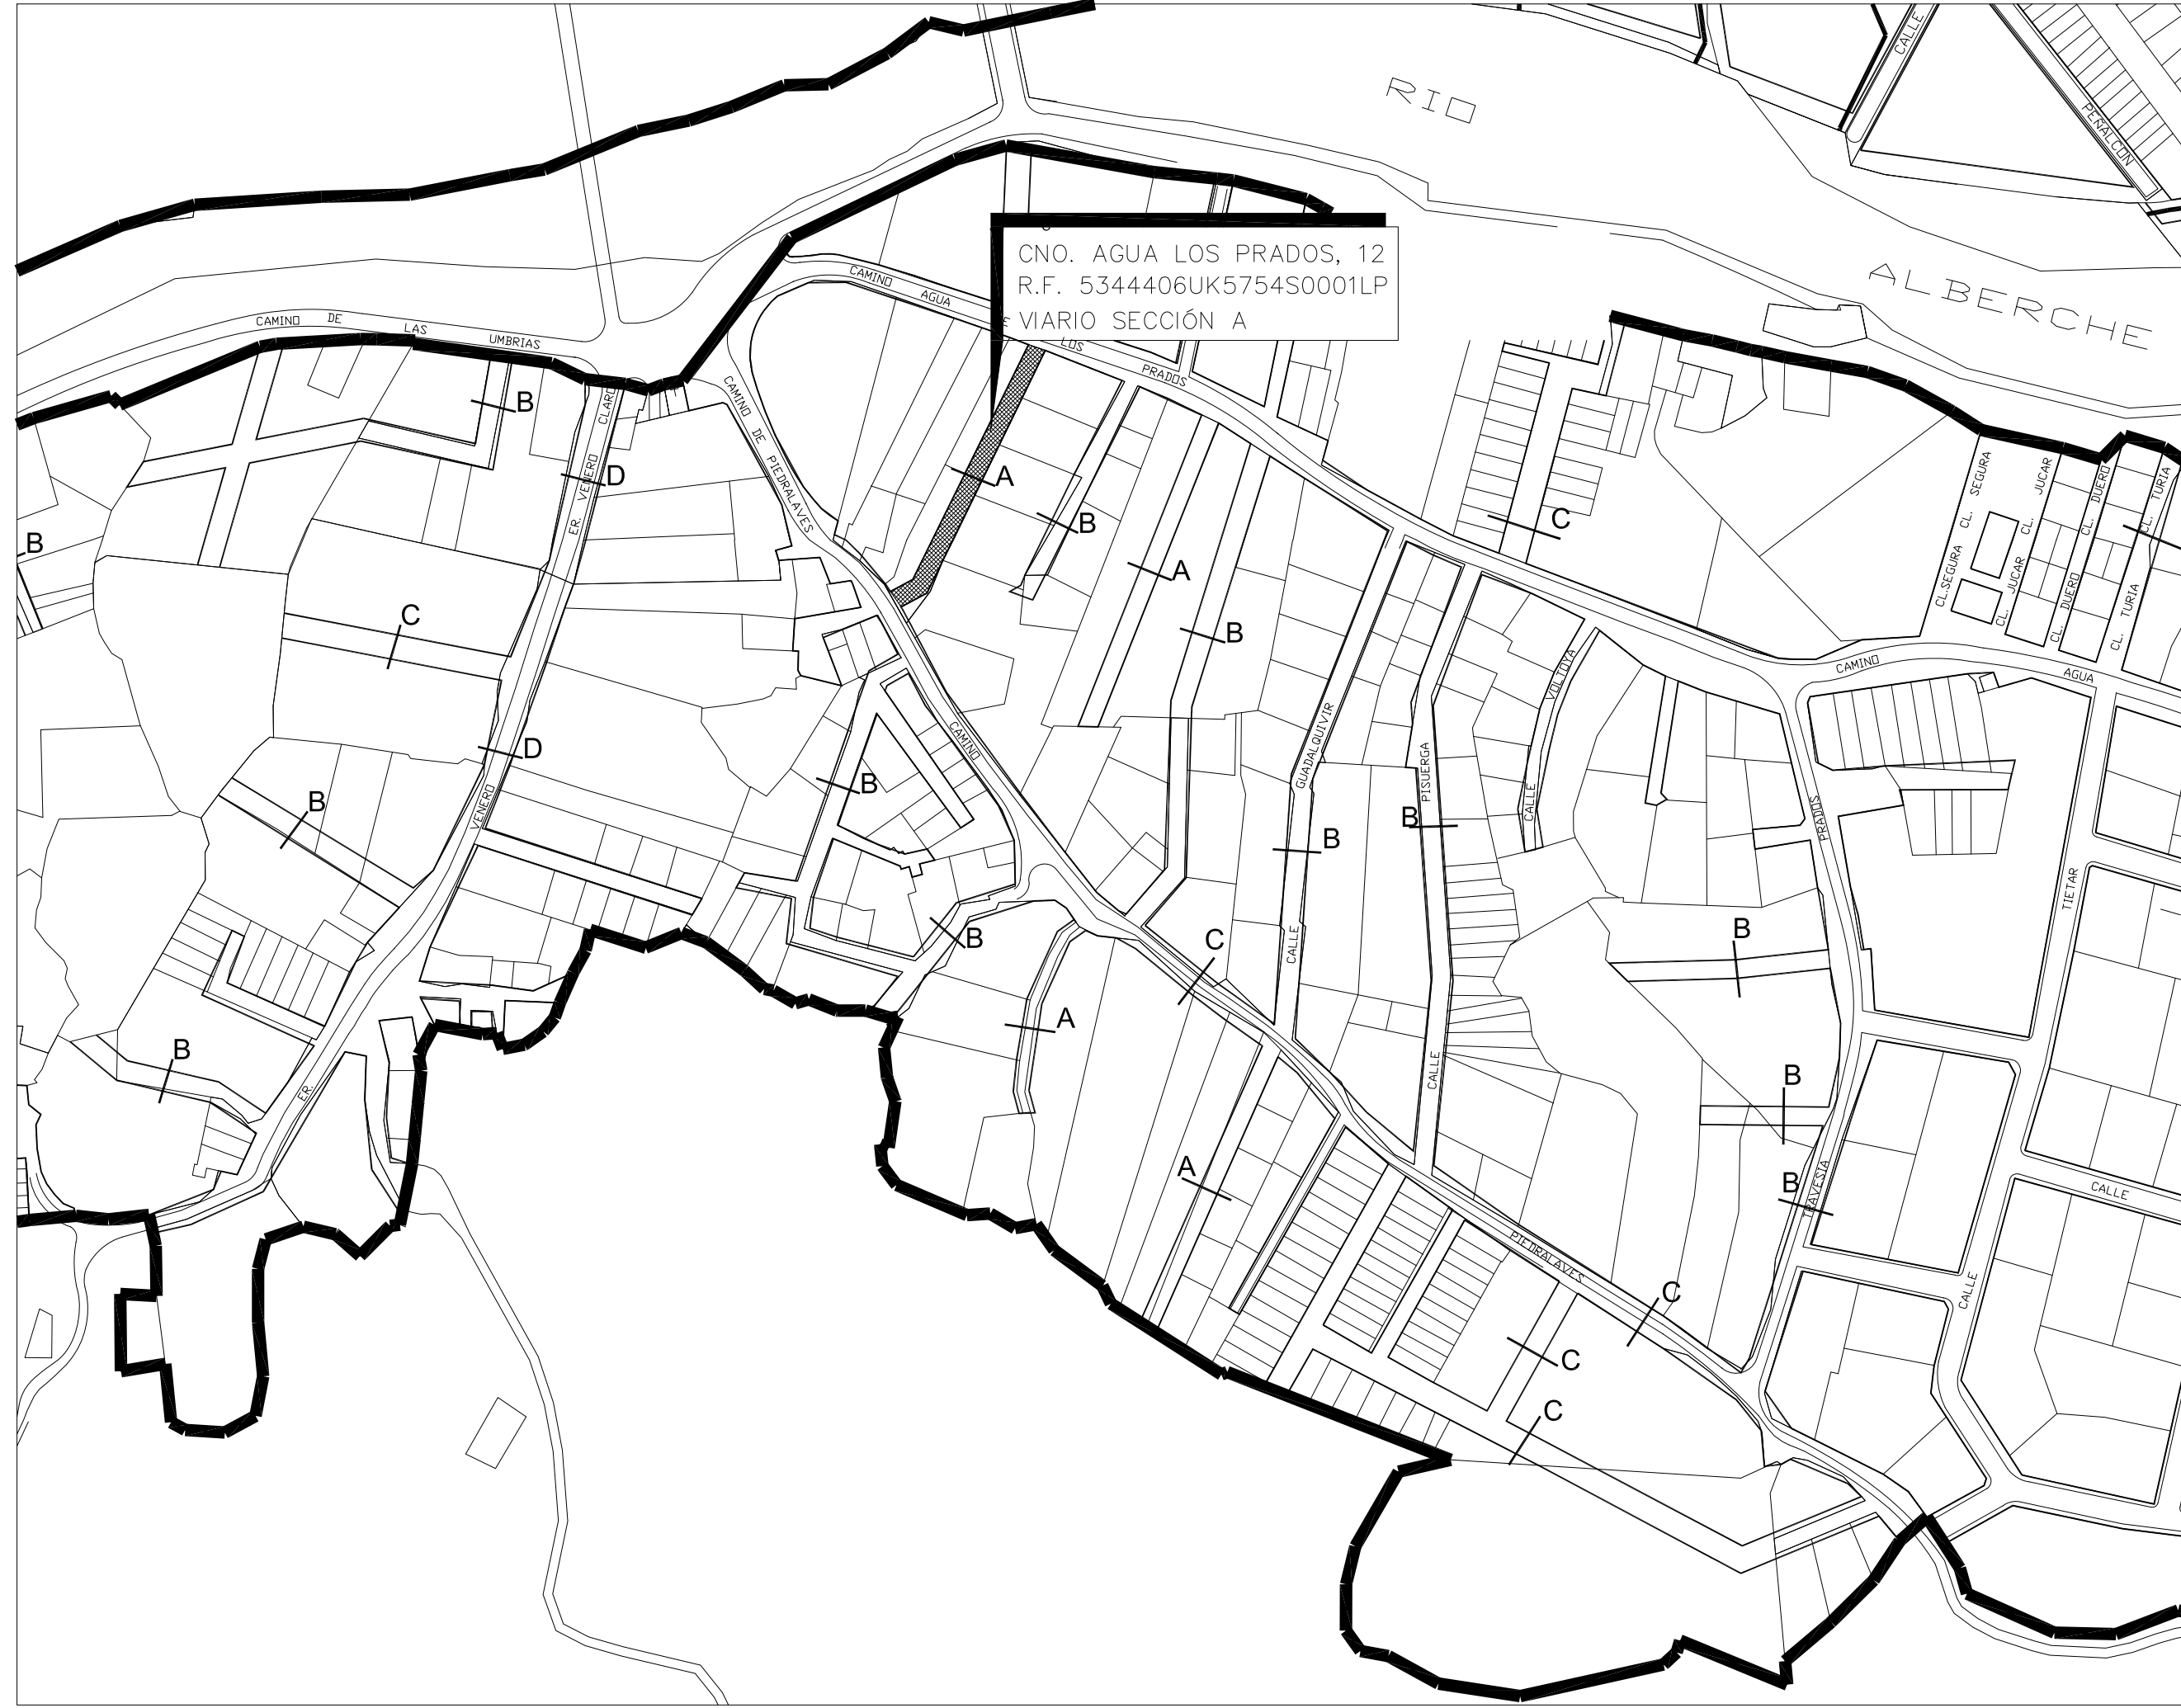 RIO
ALBERCHE
CALLE
PEÑALCON
CNO. AGUA LOS PRADOS, 12
R.F. 5344406UK5754S0001LP
VIARIO SECCIÓN A
CAMINO AGUA
LOS
PRADOS
CAMINO DE LAS UMBRIAS
CAMINO DE PIEDRALAVES
ER. VENERO CLARO
B
D
A
B
C
B
A
B
C
D
B
B
B
B
B
B
A
C
B
B
B
A
B
C
C
C
CL. SEGURA
CL. JUCAR
CL. DUERO
CL. TURIA
CL.SEGURA
CL. JUCAR
CL. DUERO
CL. TURIA
CAMINO AGUA
PRADOS
VENERO
ER.
CAMINO
PIEDRALAVES
CALLE GUADALQUIVIR
CALLE PISUERGA
CALLE VOLTOYA
TRAVESIA
CALLE TIETAR
CALLE